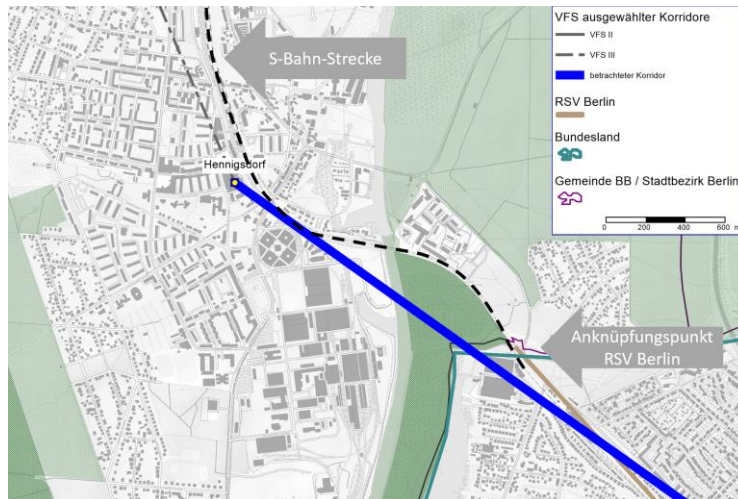 S-Bahn-Strecke
Hennigsdorf
VFS ausgewählter Korridore
VFS II
VFS III
betrachteter Korridor
RSV Berlin
Bundesland
Gemeinde BB / Stadtbezirk Berlin
0 200 400 600 m
Anknüpfungspunkt
RSV Berlin